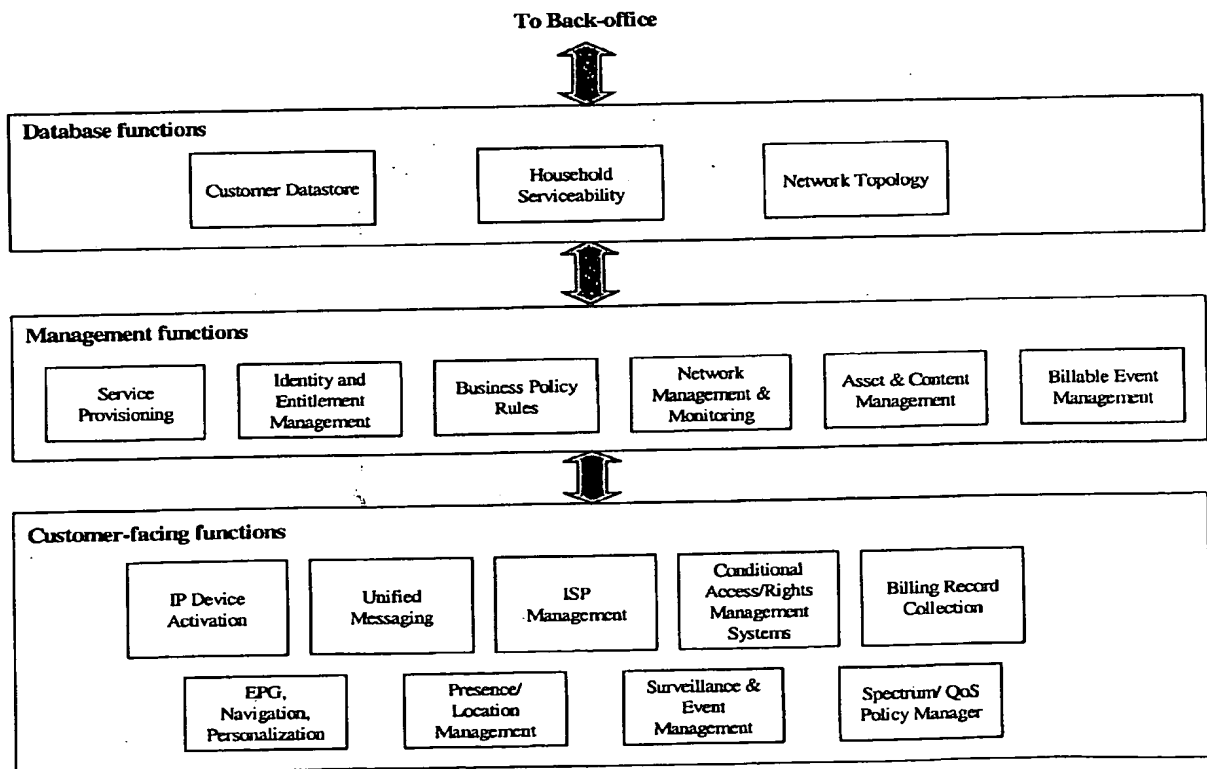 To Back-office
Database functions
Customer Datastore
Household
Serviceability
Network Topology
Management functions
Service
Provisioning
Identity and
Entitlement
Management
Business Policy
Rules
Network
Management &
Monitoring
Asset & Content
Management
Billable Event
Management
Customer-facing functions
IP Device
Activation
Unified
Messaging
ISP
Management
Conditional
Access/Rights
Management
Systems
Billing Record
Collection
EPG,
Navigation,
Personalization
Presence/
Location
Management
Surveillance &
Event
Management
Spectrum/ QoS
Policy Manager